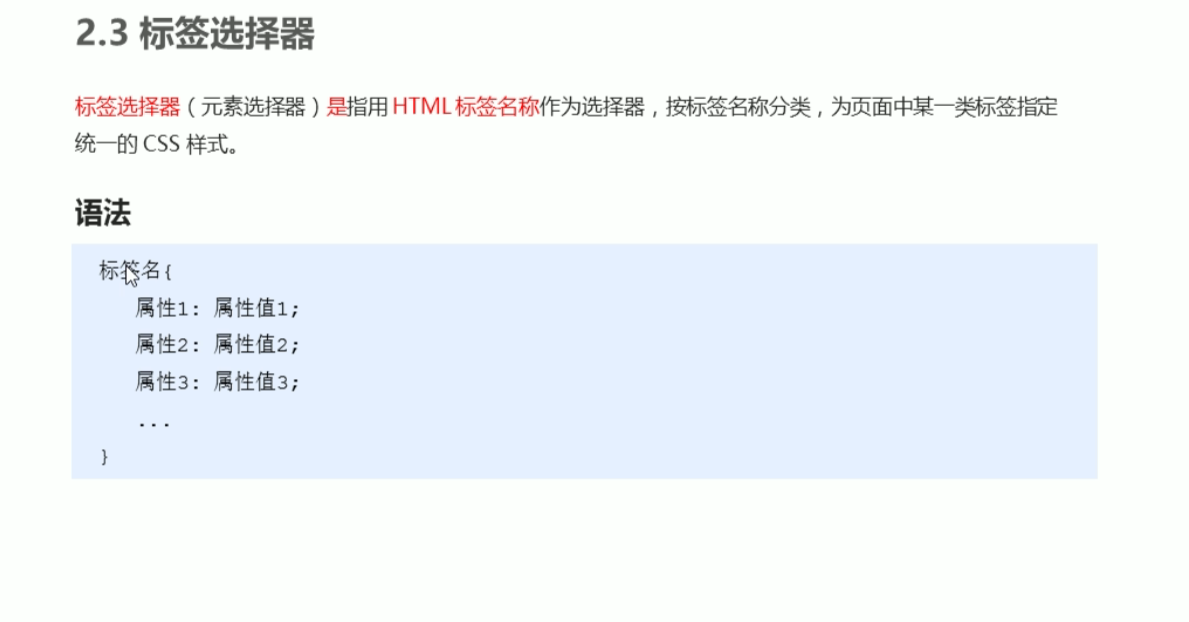 2.3 标签选择器
标签选择器（元素选择器）是指用 HTML 标签名称作为选择器，按标签名称分类，为页面中某一类标签指定
统一的 CSS 样式。
语法
标签名{
属性1: 属性值1;
属性2: 属性值2;
属性3: 属性值3;
...
}